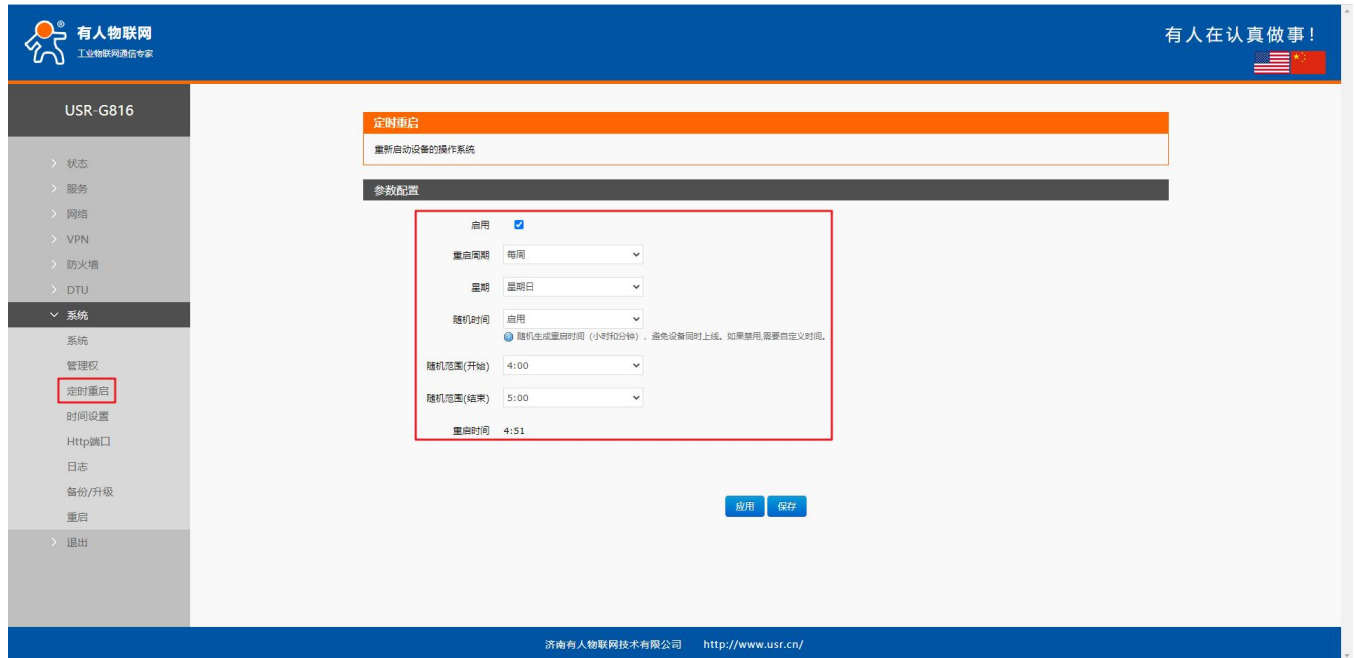 有人物联网
®
工业物联网通信专家
有人在认真做事!
USR-G816
状态
服务
网络
VPN
防火墙
DTU
系统
系统
管理权
定时重启
时间设置
Http端口
日志
备份/升级
重启
退出
定时重启
重新启动设备的操作系统
参数配置
启用
重启周期 每周
星期 星期日
随机时间 启用
随机生成重启时间(小时和分钟),避免设备同时上线。如果禁用,需要自定义时间。
随机范围(开始) 4:00
随机范围(结束) 5:00
重启时间 4:51
应用 保存
济南有人物联网技术有限公司 http://www.usr.cn/